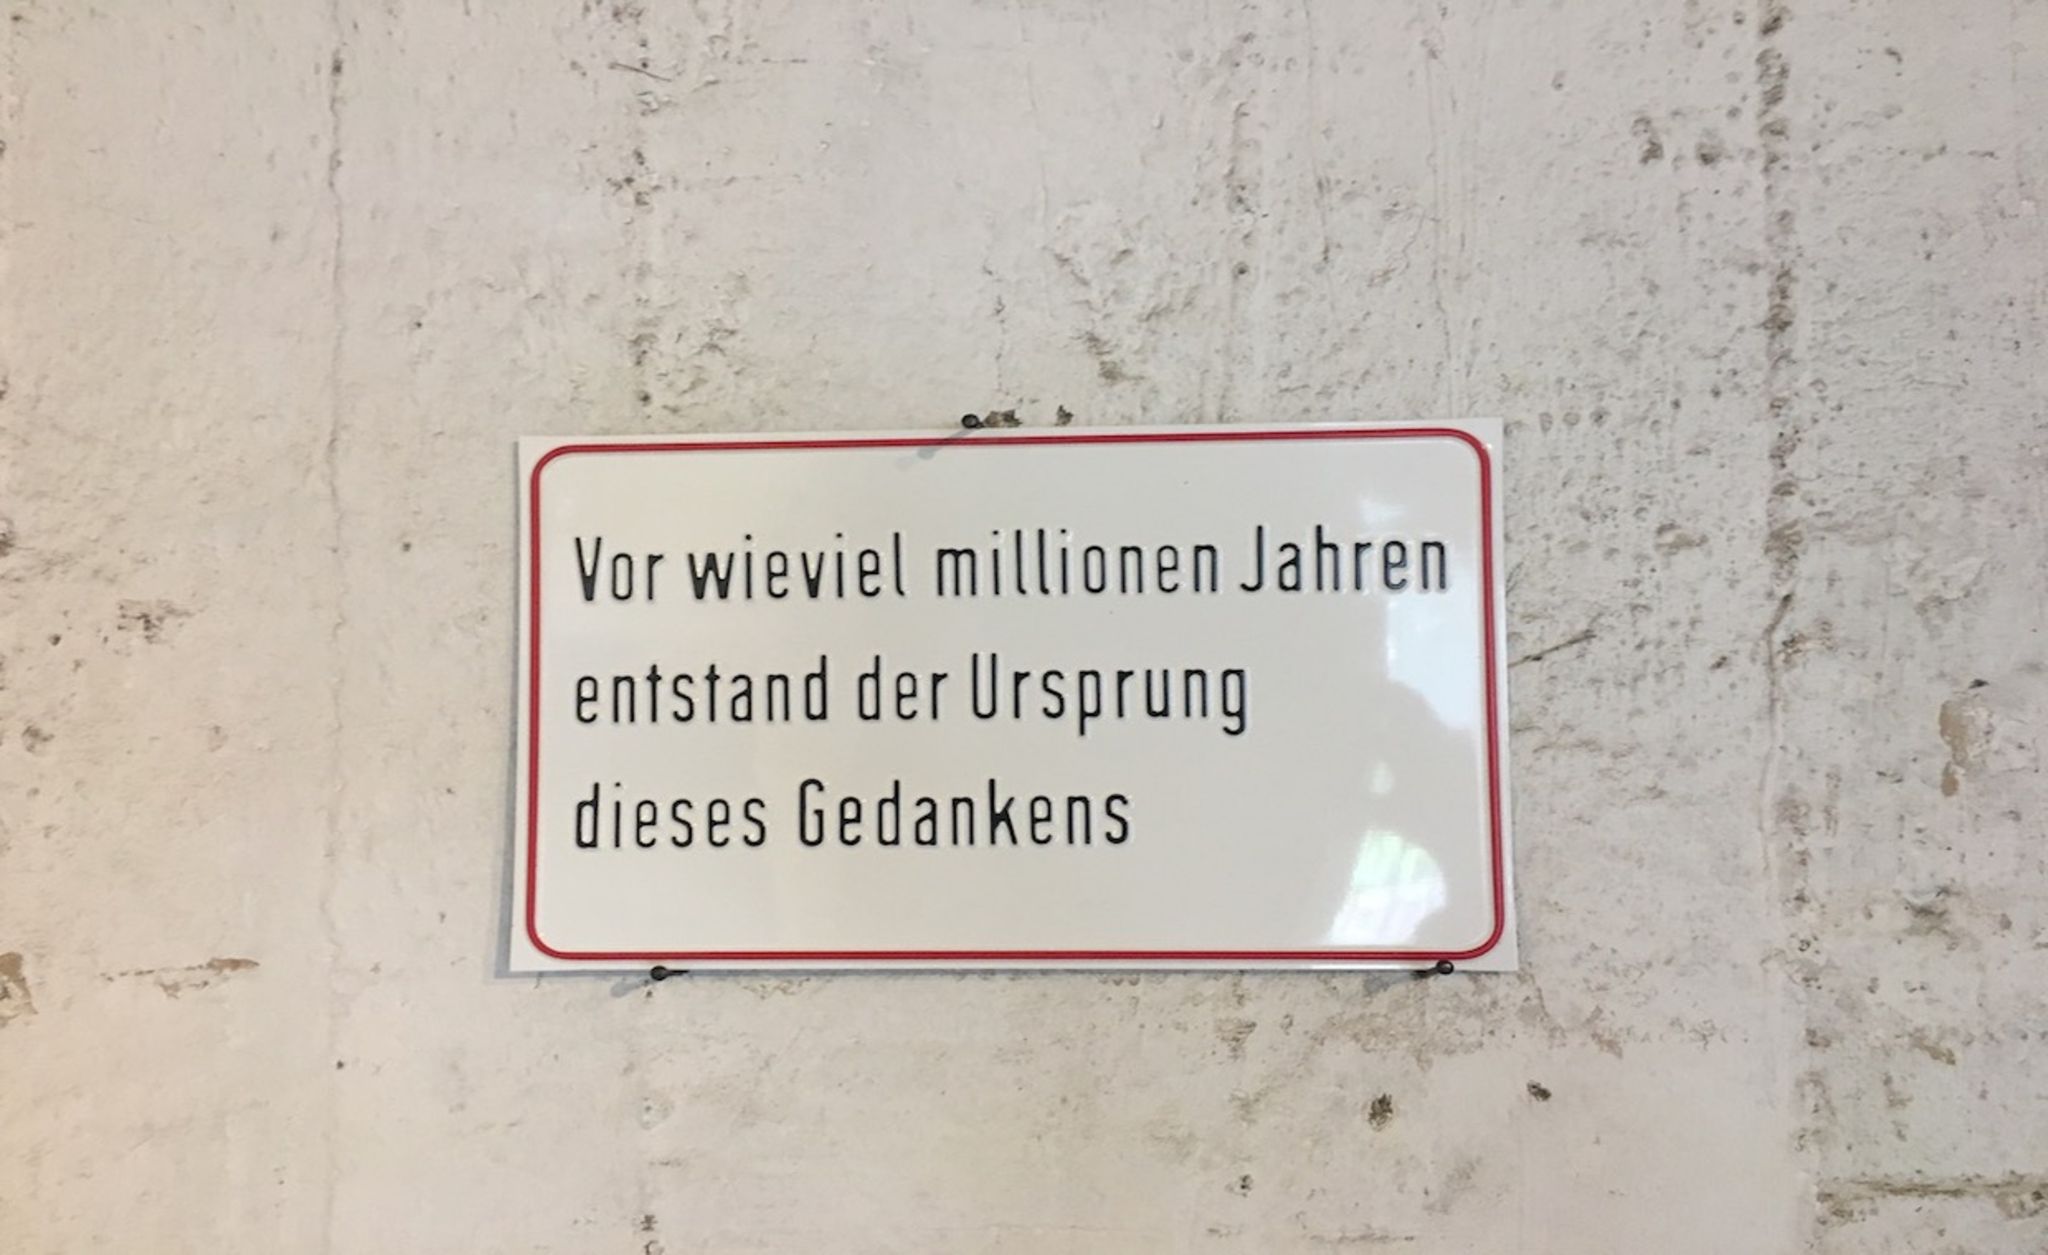 Vor wieviel millionen Jahren
entstand der Ursprung
dieses Gedankens